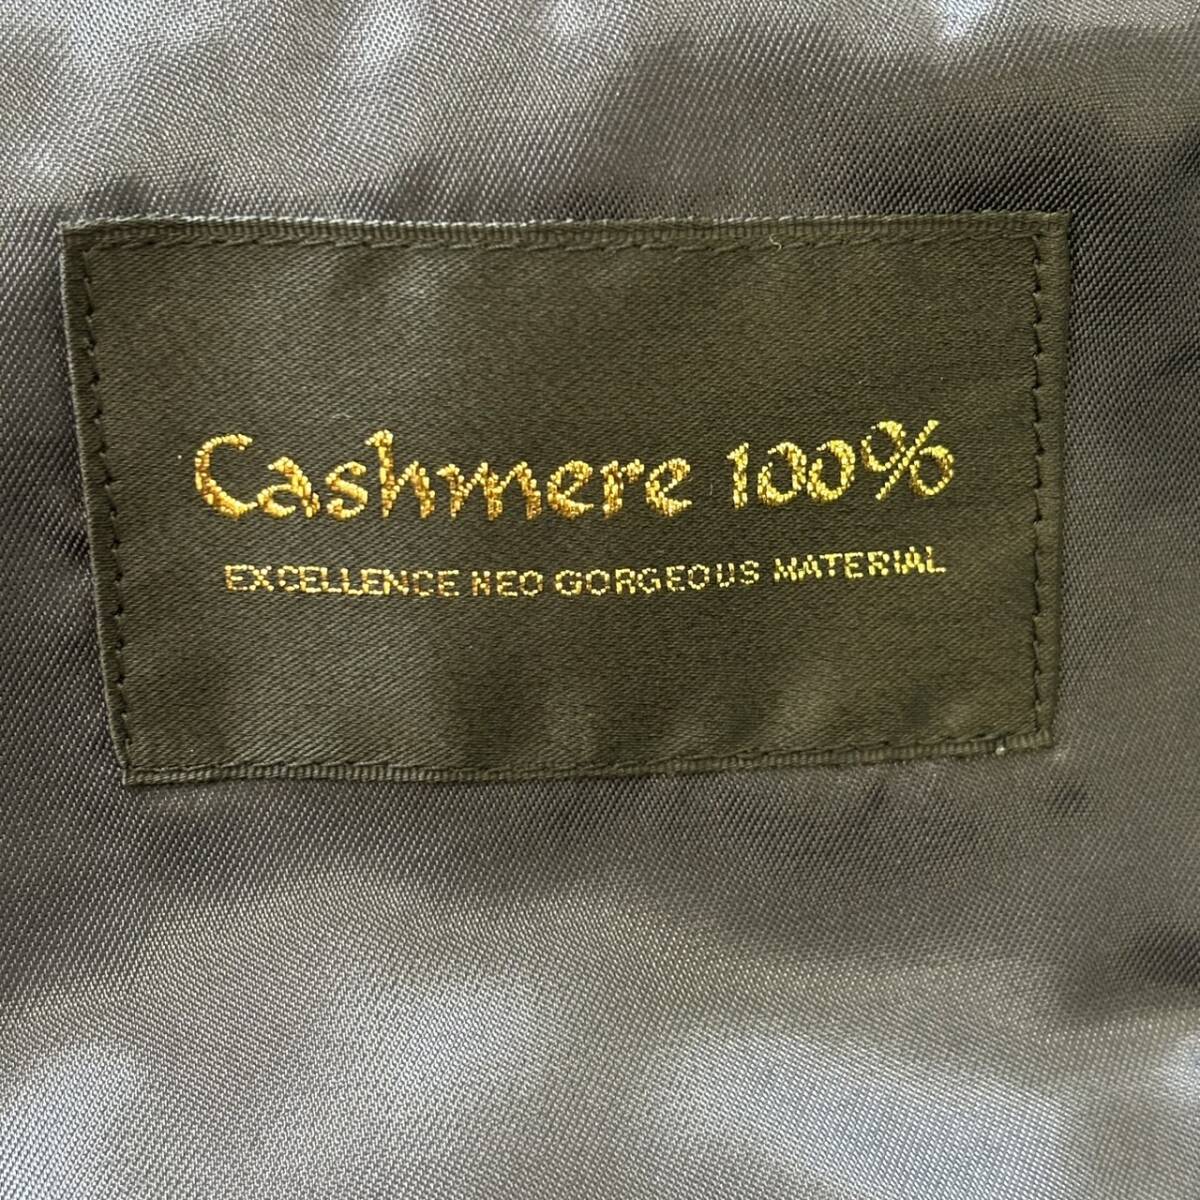 Cashmere 100%
EXCELLENCE NEO GORGEOUS MATERIAL